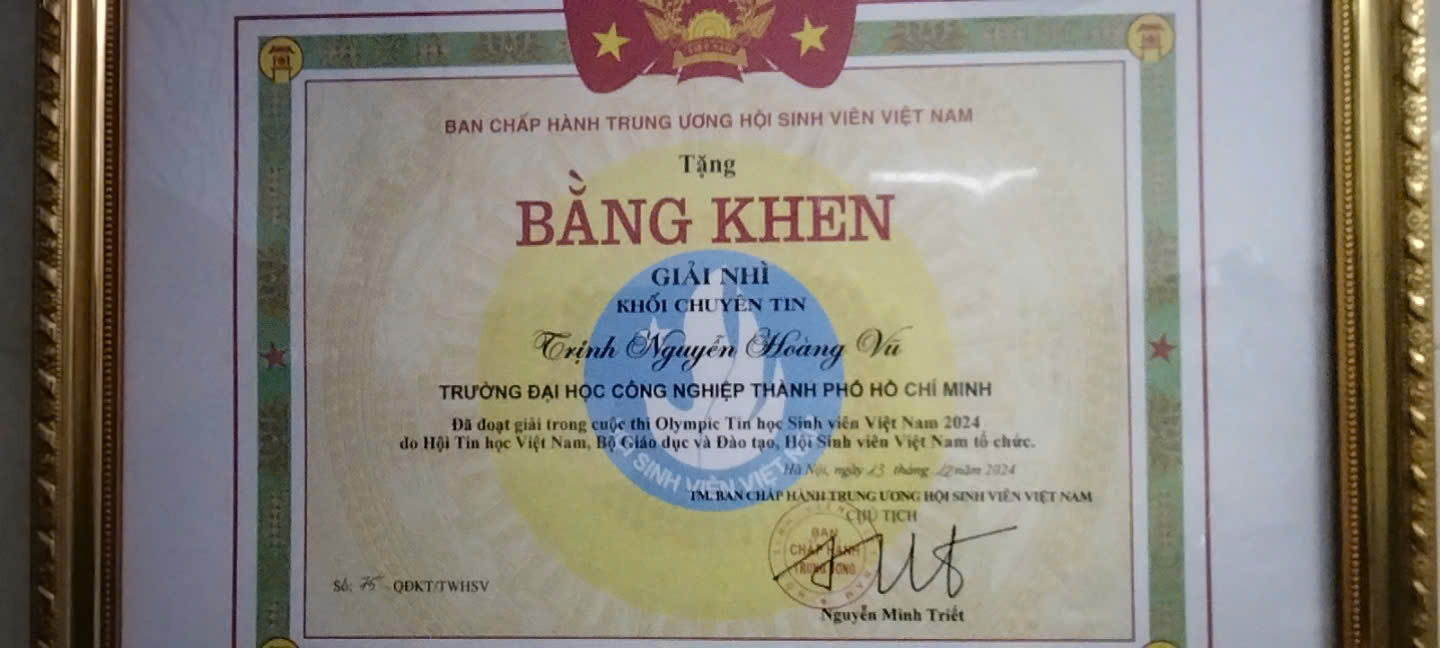 VIỆT NAM
BAN CHẤP HÀNH TRUNG ƯƠNG HỘI SINH VIÊN VIỆT NAM
Tặng
BẰNG KHEN
GIẢI NHÌ
KHỐI CHUYÊN TIN
Trịnh Nguyễn Hoàng Vũ
TRƯỜNG ĐẠI HỌC CÔNG NGHIỆP THÀNH PHỐ HỒ CHÍ MINH
Đã đoạt giải trong cuộc thi Olympic Tin học Sinh viên Việt Nam 2024
do Hội Tin học Việt Nam, Bộ Giáo dục và Đào tạo, Hội Sinh viên Việt Nam tổ chức.
SINH VIÊN VIỆT
Hà Nội, ngày 13 tháng 12 năm 2024
TM. BAN CHẤP HÀNH TRUNG ƯƠNG HỘI SINH VIÊN VIỆT NAM
CHỦ TỊCH
BAN
CHẤP HÀNH
TRUNG ƯƠNG
Số: 75 QĐKT/TWHSV
Nguyễn Minh Triết